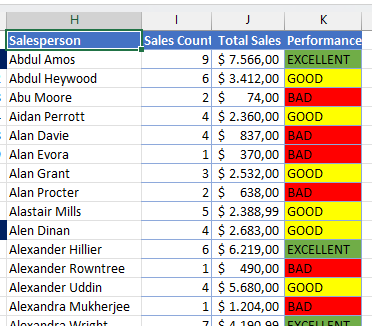 H I J K
Salesperson Sales Count Total Sales Performance
Abdul Amos 9 $ 7.566,00 EXCELLENT
Abdul Heywood 6 $ 3.412,00 GOOD
Abu Moore 2 $ 74,00 BAD
Aidan Perrott 4 $ 2.360,00 GOOD
Alan Davie 4 $ 837,00 BAD
Alan Evora 1 $ 370,00 BAD
Alan Grant 3 $ 2.532,00 GOOD
Alan Procter 2 $ 638,00 BAD
Alastair Mills 5 $ 2.388,99 GOOD
Alen Dinan 4 $ 2.683,00 GOOD
Alexander Hillier 6 $ 6.219,00 EXCELLENT
Alexander Rowntree 1 $ 490,00 BAD
Alexander Uddin 4 $ 5.680,00 GOOD
Alexandra Mukherjee 1 $ 1.204,00 BAD
Alexandra Wright 7 $ 4.190,99 EXCELLENT